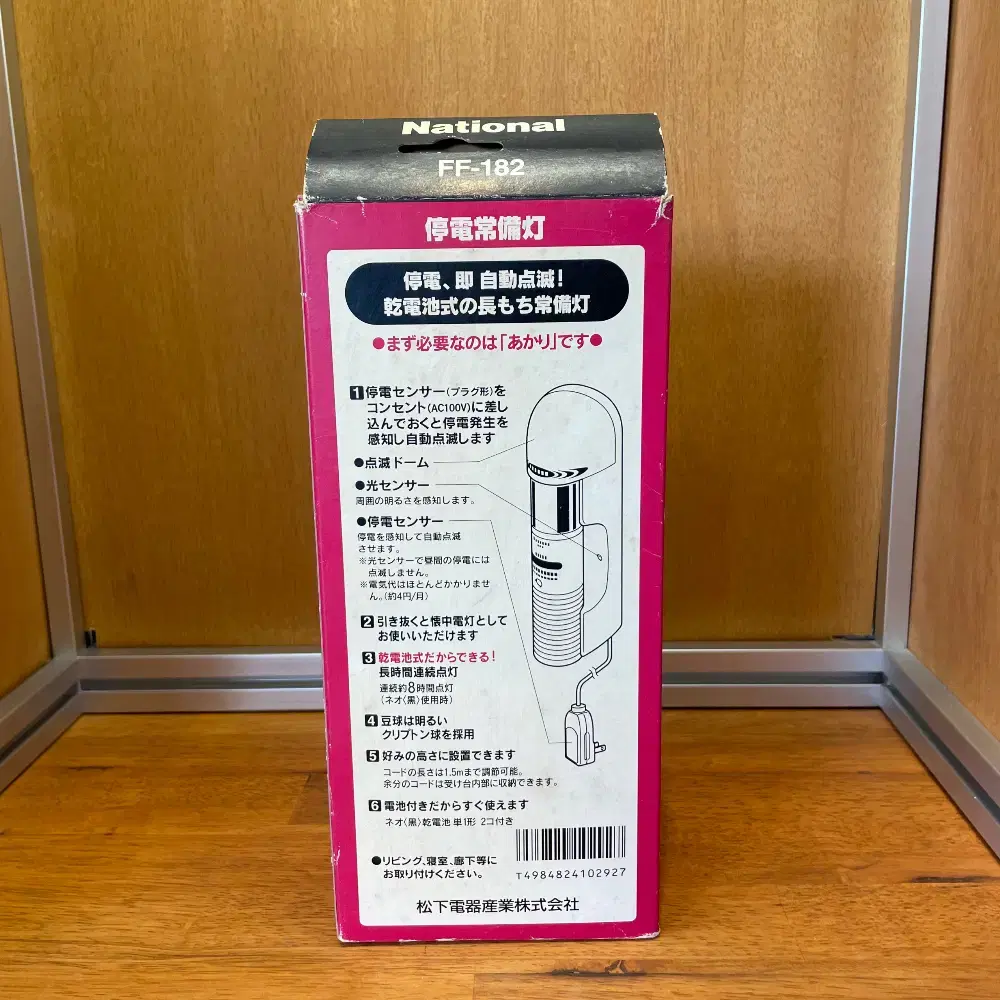 National
FF-182
停電常備灯
停電、即 自動点滅!
乾電池式の長もち常備灯
●まず必要なのは「あかり」です●
1 停電センサー(プラグ形)を
コンセント(AC100V)に差し
込んでおくと停電発生を
感知し自動点滅します
●点滅ドーム
●光センサー
周囲の明るさを感知します。
●停電センサー
停電を感知して自動点滅
させます。
※光センサーで昼間の停電には
点滅しません。
※電気代はほとんどかかりませ
ん。(約4円/月)
2 引き抜くと懐中電灯として
お使いいただけます
3 乾電池式だからできる!
長時間連続点灯
連続約8時間点灯
(ネオ(黒)使用時)
4 豆球は明るい
クリプトン球を採用
5 好みの高さに設置できます
コードの長さは1.5mまで調節可能。
余分のコードは受け台内部に収納できます。
6 電池付きだからすぐ使えます
ネオ(黒)乾電池 単1形 2コ付き
●リビング、寝室、廊下等に
お取り付けください。
T4984824102927
松下電器産業株式会社